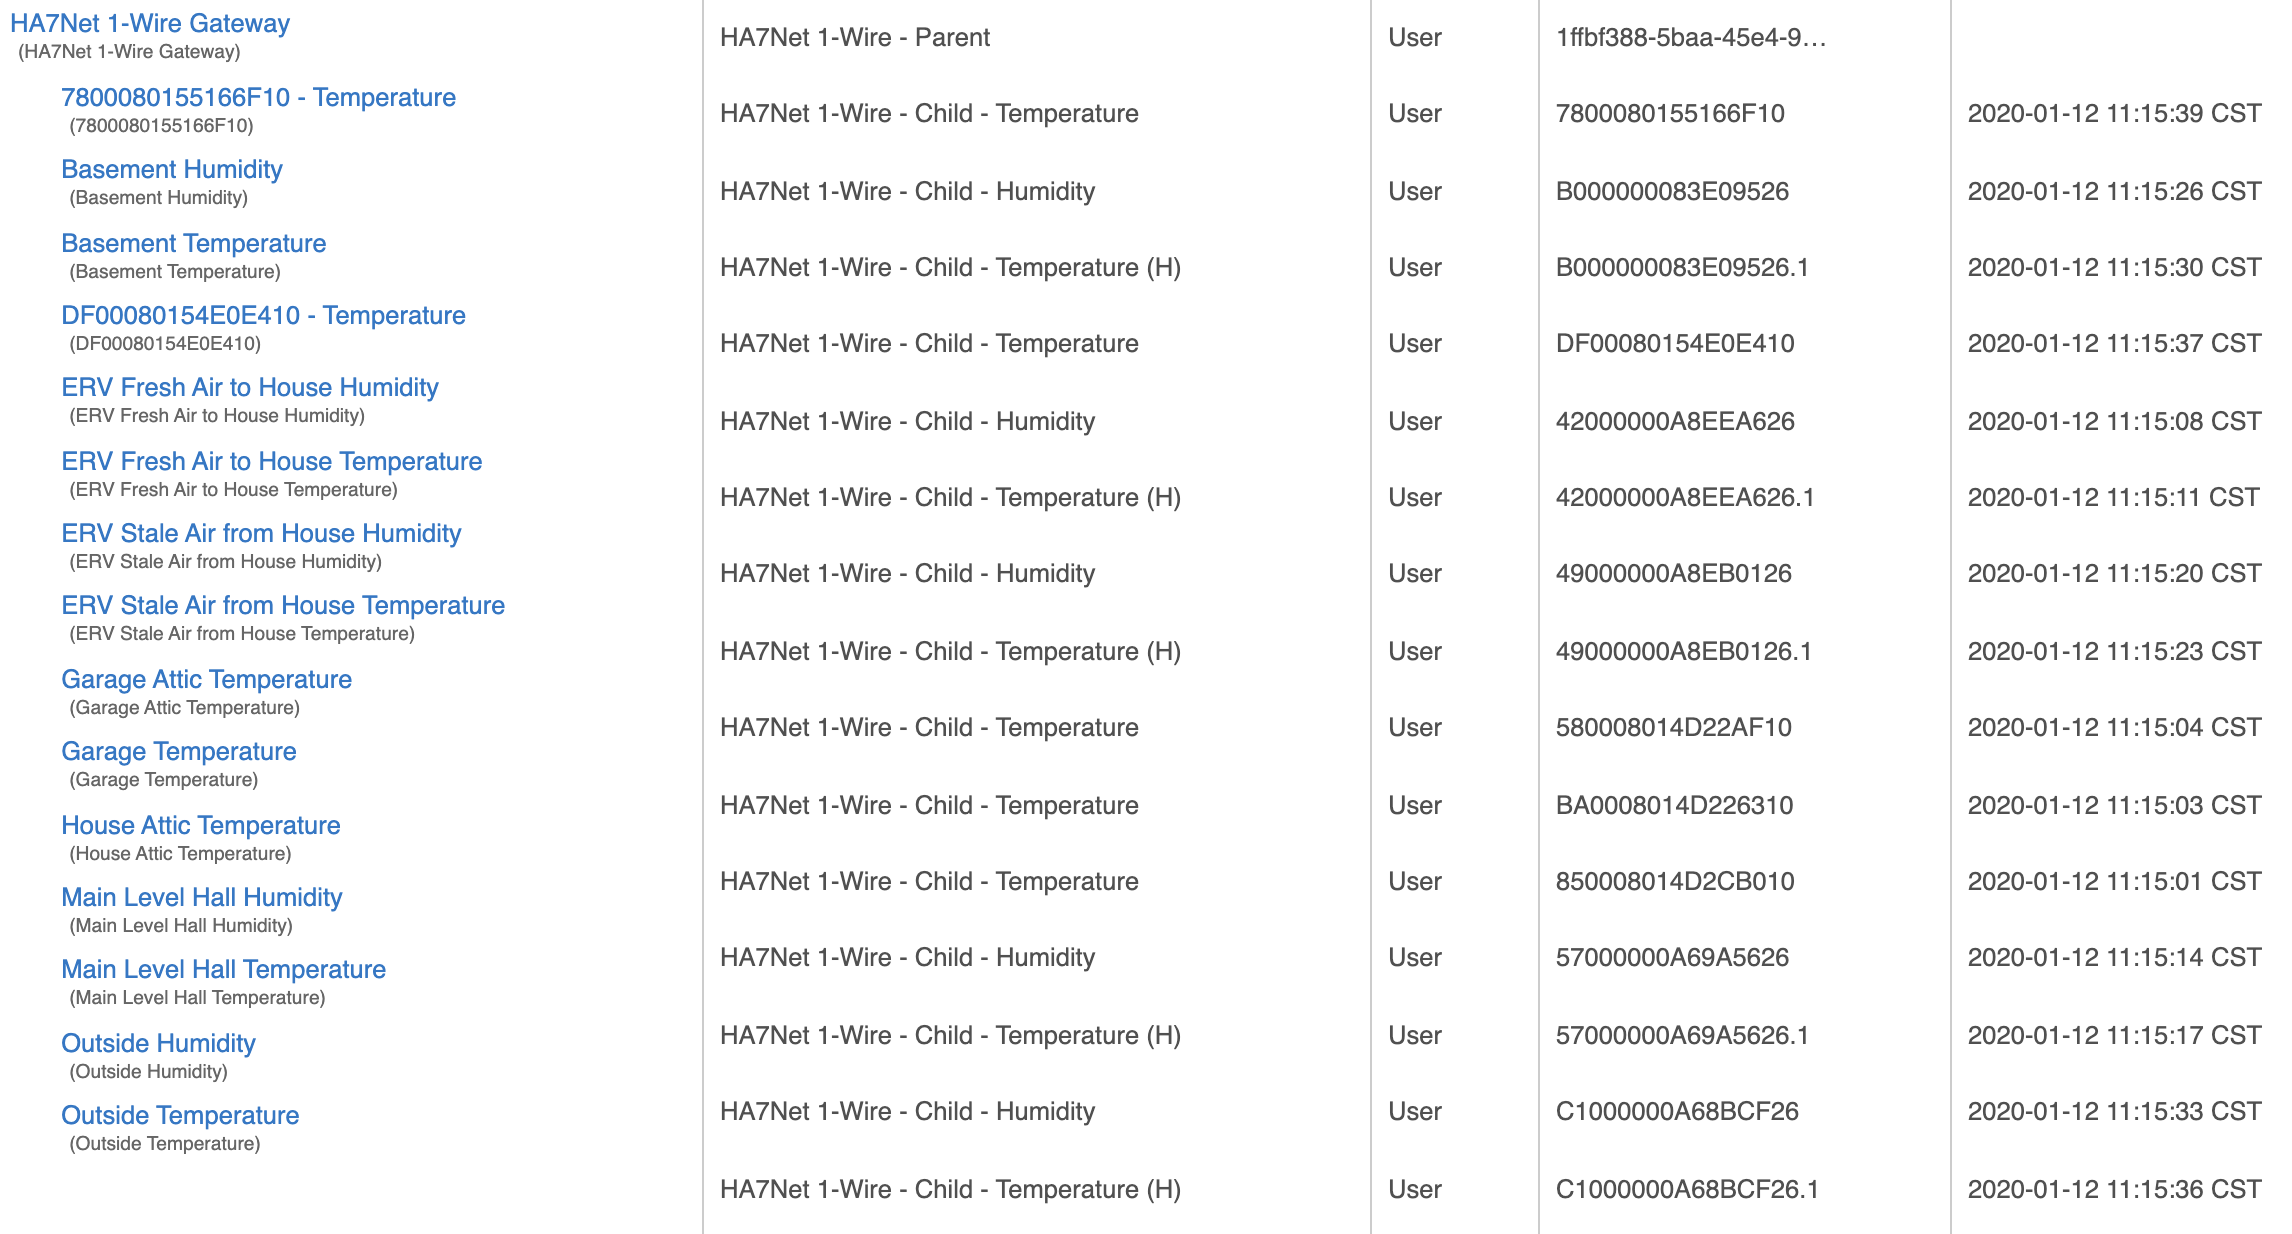 HA7Net 1-Wire Gateway
(HA7Net 1-Wire Gateway)
HA7Net 1-Wire - Parent User 1ffbf388-5baa-45e4-9…
7800080155166F10 - Temperature
(7800080155166F10)
HA7Net 1-Wire - Child - Temperature User 7800080155166F10 2020-01-12 11:15:39 CST
Basement Humidity
(Basement Humidity)
HA7Net 1-Wire - Child - Humidity User B000000083E09526 2020-01-12 11:15:26 CST
Basement Temperature
(Basement Temperature)
HA7Net 1-Wire - Child - Temperature (H) User B000000083E09526.1 2020-01-12 11:15:30 CST
DF00080154E0E410 - Temperature
(DF00080154E0E410)
HA7Net 1-Wire - Child - Temperature User DF00080154E0E410 2020-01-12 11:15:37 CST
ERV Fresh Air to House Humidity
(ERV Fresh Air to House Humidity)
HA7Net 1-Wire - Child - Humidity User 42000000A8EEA626 2020-01-12 11:15:08 CST
ERV Fresh Air to House Temperature
(ERV Fresh Air to House Temperature)
HA7Net 1-Wire - Child - Temperature (H) User 42000000A8EEA626.1 2020-01-12 11:15:11 CST
ERV Stale Air from House Humidity
(ERV Stale Air from House Humidity)
HA7Net 1-Wire - Child - Humidity User 49000000A8EB0126 2020-01-12 11:15:20 CST
ERV Stale Air from House Temperature
(ERV Stale Air from House Temperature)
HA7Net 1-Wire - Child - Temperature (H) User 49000000A8EB0126.1 2020-01-12 11:15:23 CST
Garage Attic Temperature
(Garage Attic Temperature)
HA7Net 1-Wire - Child - Temperature User 580008014D22AF10 2020-01-12 11:15:04 CST
Garage Temperature
(Garage Temperature)
HA7Net 1-Wire - Child - Temperature User BA0008014D226310 2020-01-12 11:15:03 CST
House Attic Temperature
(House Attic Temperature)
HA7Net 1-Wire - Child - Temperature User 850008014D2CB010 2020-01-12 11:15:01 CST
Main Level Hall Humidity
(Main Level Hall Humidity)
HA7Net 1-Wire - Child - Humidity User 57000000A69A5626 2020-01-12 11:15:14 CST
Main Level Hall Temperature
(Main Level Hall Temperature)
HA7Net 1-Wire - Child - Temperature (H) User 57000000A69A5626.1 2020-01-12 11:15:17 CST
Outside Humidity
(Outside Humidity)
HA7Net 1-Wire - Child - Humidity User C1000000A68BCF26 2020-01-12 11:15:33 CST
Outside Temperature
(Outside Temperature)
HA7Net 1-Wire - Child - Temperature (H) User C1000000A68BCF26.1 2020-01-12 11:15:36 CST